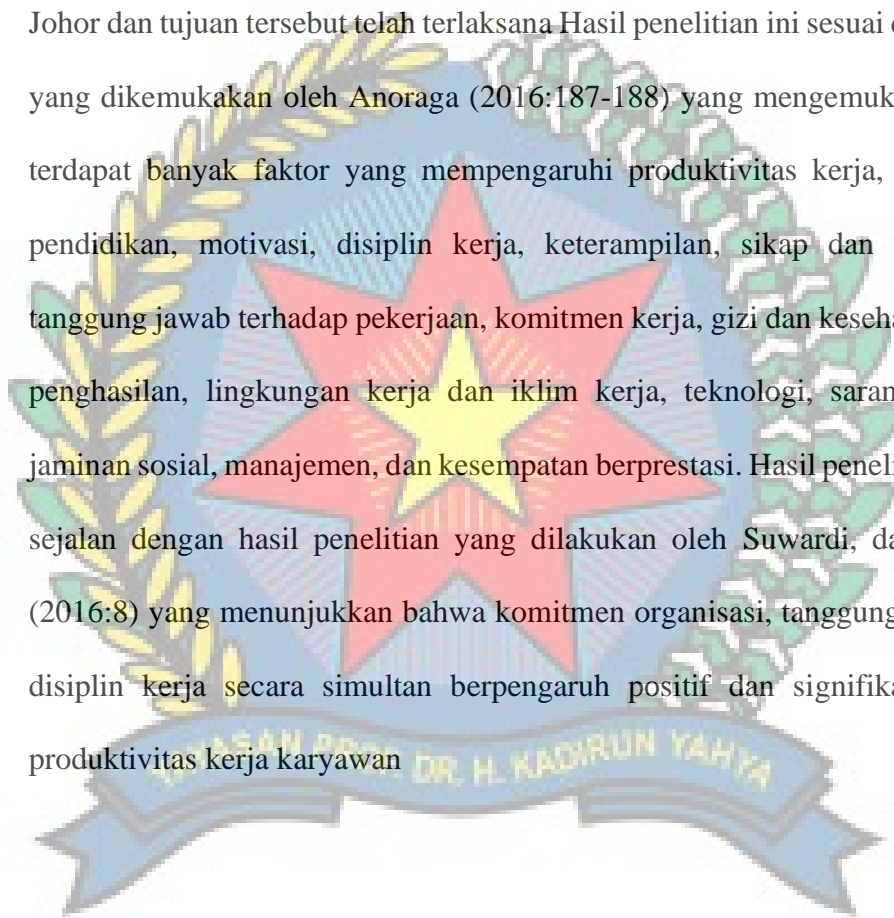 Johor dan tujuan tersebut telah terlaksana Hasil penelitian ini sesuai
yang dikemukakan oleh Anoraga (2016:187-188) yang mengemuk
terdapat banyak faktor yang mempengaruhi produktivitas kerja,
pendidikan, motivasi, disiplin kerja, keterampilan, sikap dan
tanggung jawab terhadap pekerjaan, komitmen kerja, gizi dan keseha
penghasilan, lingkungan kerja dan iklim kerja, teknologi, saran
jaminan sosial, manajemen, dan kesempatan berprestasi. Hasil peneli
sejalan dengan hasil penelitian yang dilakukan oleh Suwardi, da
(2016:8) yang menunjukkan bahwa komitmen organisasi, tanggung
disiplin kerja secara simultan berpengaruh positif dan signifika
produktivitas kerja karyawan
YAYASAN PROF. DR. H. KADIRUN YAHYA